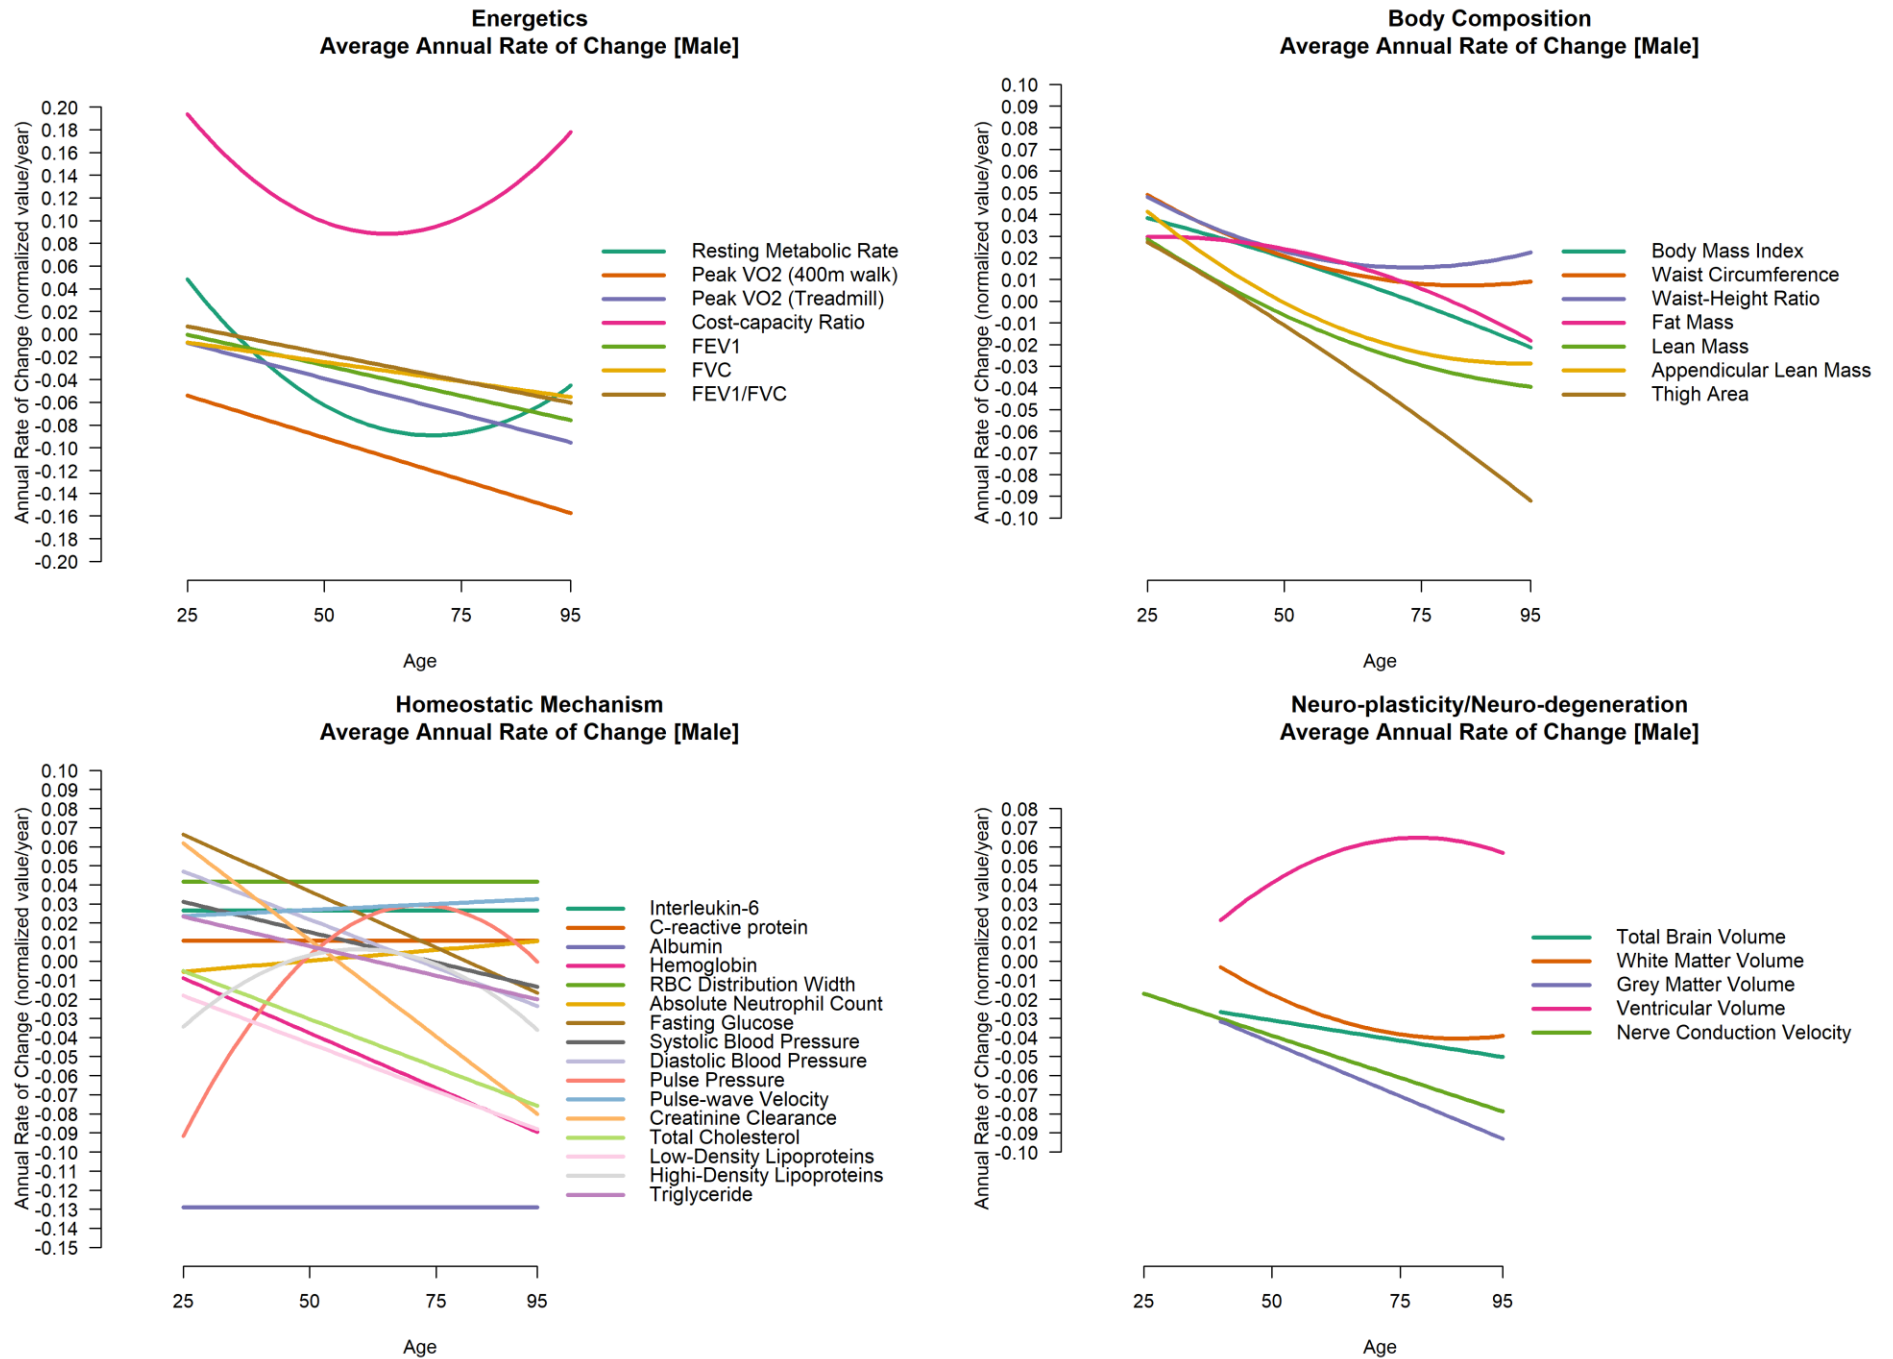 Energetics
Average Annual Rate of Change [Male]
Annual Rate of Change (normalized value/year)
0.20
0.18
0.16
0.14
0.12
0.10
0.08
0.06
0.04
0.02
0.00
-0.02
-0.04
-0.06
-0.08
-0.10
-0.12
-0.14
-0.16
-0.18
-0.20
25 50 75 95
Age
Resting Metabolic Rate
Peak VO2 (400m walk)
Peak VO2 (Treadmill)
Cost-capacity Ratio
FEV1
FVC
FEV1/FVC
Body Composition
Average Annual Rate of Change [Male]
Annual Rate of Change (normalized value/year)
0.10
0.09
0.08
0.07
0.06
0.05
0.04
0.03
0.02
0.01
0.00
-0.01
-0.02
-0.03
-0.04
-0.05
-0.06
-0.07
-0.08
-0.09
-0.10
25 50 75 95
Age
Body Mass Index
Waist Circumference
Waist-Height Ratio
Fat Mass
Lean Mass
Appendicular Lean Mass
Thigh Area
Homeostatic Mechanism
Average Annual Rate of Change [Male]
Annual Rate of Change (normalized value/year)
0.10
0.09
0.08
0.07
0.06
0.05
0.04
0.03
0.02
0.01
0.00
-0.01
-0.02
-0.03
-0.04
-0.05
-0.06
-0.07
-0.08
-0.09
-0.10
-0.11
-0.12
-0.13
-0.14
-0.15
25 50 75 95
Age
Interleukin-6
C-reactive protein
Albumin
Hemoglobin
RBC Distribution Width
Absolute Neutrophil Count
Fasting Glucose
Systolic Blood Pressure
Diastolic Blood Pressure
Pulse Pressure
Pulse-wave Velocity
Creatinine Clearance
Total Cholesterol
Low-Density Lipoproteins
Highi-Density Lipoproteins
Triglyceride
Neuro-plasticity/Neuro-degeneration
Average Annual Rate of Change [Male]
Annual Rate of Change (normalized value/year)
0.08
0.07
0.06
0.05
0.04
0.03
0.02
0.01
0.00
-0.01
-0.02
-0.03
-0.04
-0.05
-0.06
-0.07
-0.08
-0.09
-0.10
25 50 75 95
Age
Total Brain Volume
White Matter Volume
Grey Matter Volume
Ventricular Volume
Nerve Conduction Velocity